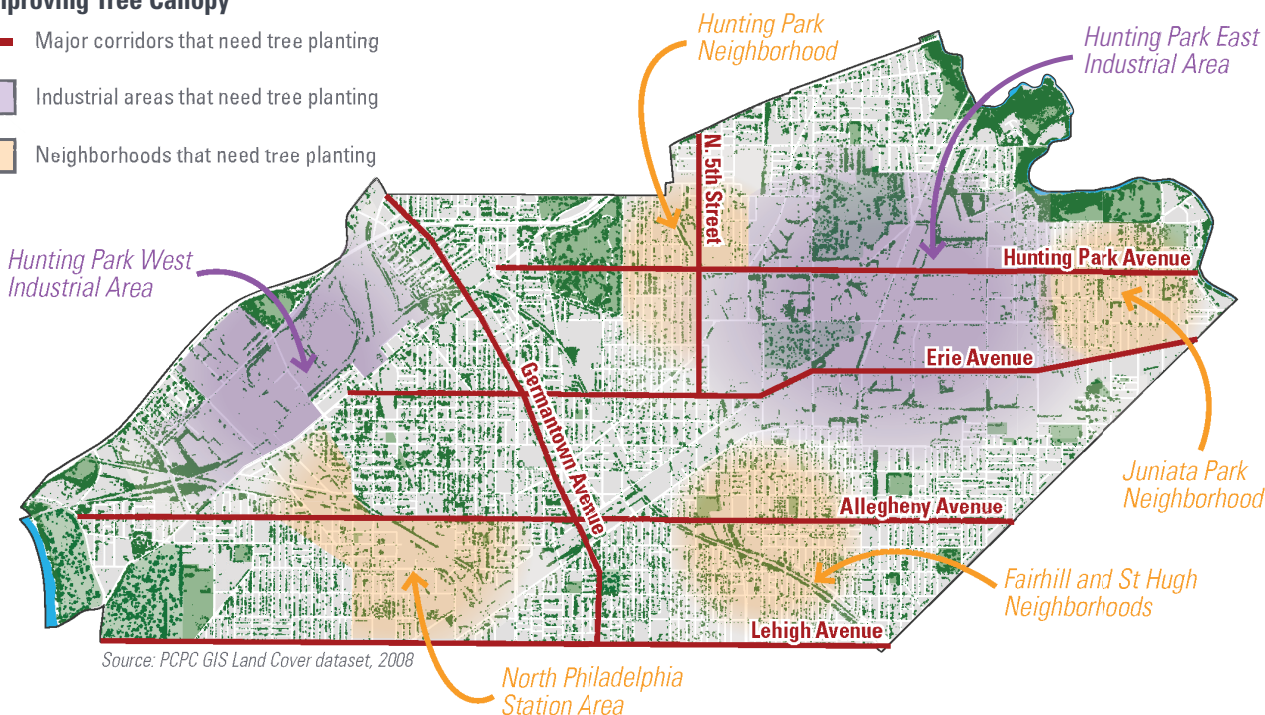 mproving Tree Canopy
Major corridors that need tree planting
Industrial areas that need tree planting
Neighborhoods that need tree planting
Hunting Park
Neighborhood
Hunting Park East
Industrial Area
N. 5th Street
Hunting Park West
Industrial Area
Hunting Park Avenue
Erie Avenue
Germantown Avenue
Juniata Park
Neighborhood
Allegheny Avenue
Fairhill and St Hugh
Neighborhoods
Lehigh Avenue
Source: PCPC GIS Land Cover dataset, 2008
North Philadelphia
Station Area